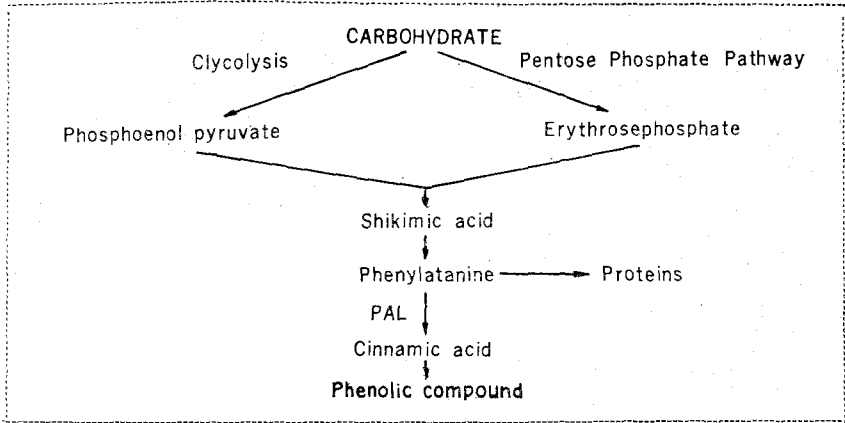 CARBOHYDRATE
Clycolysis
Pentose Phosphate Pathway
Phosphoenol pyruvate
Erythrosephosphate
Shikimic acid
Phenylatanine
Proteins
PAL
Cinnamic acid
Phenolic compound